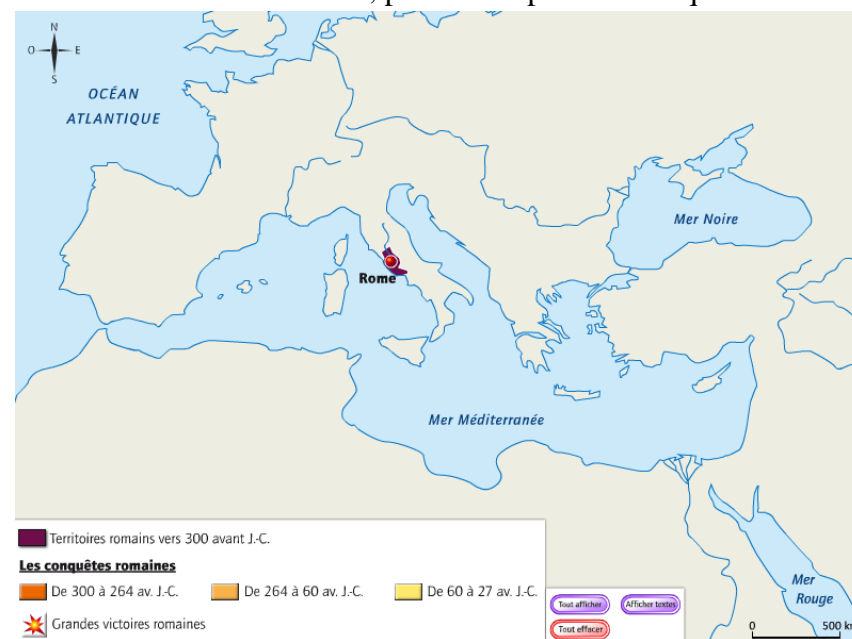 N
O
E
S
OCÉAN
ATLANTIQUE
Mer Noire
Rome
Mer Méditerranée
Territoires romains vers 300 avant J.-C.
Les conquêtes romaines
De 300 à 264 av. J.-C.
De 264 à 60 av. J.-C.
De 60 à 27 av. J.-C.
Grandes victoires romaines
Tout afficher
Afficher textes
Tout effacer
Mer
Rouge
0
500 k